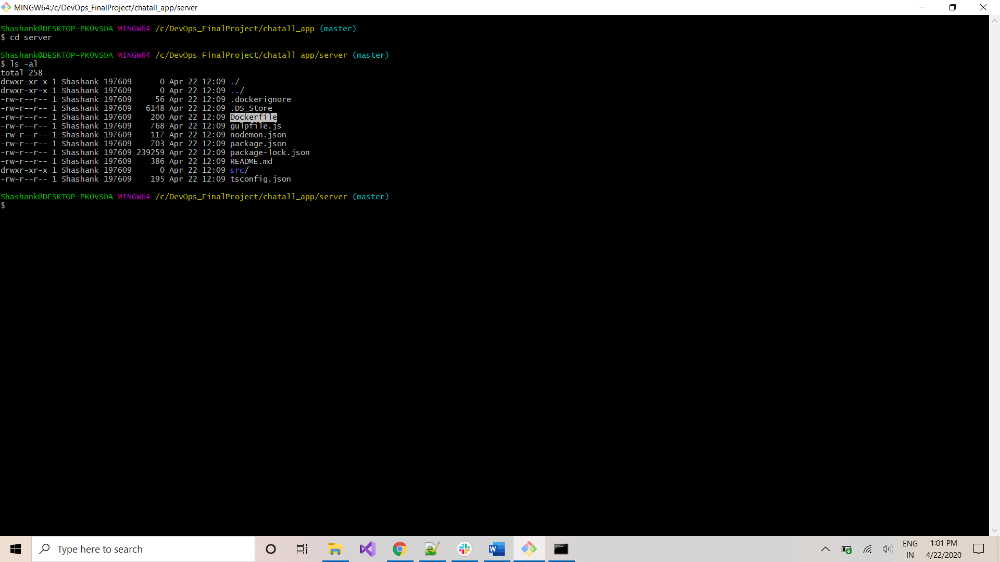 MINGW64:/c/DevOps_FinalProject/chatall_app/server
Shashank@DESKTOP-PK0VSOA MINGW64 /c/DevOps_FinalProject/chatall_app (master)
$ cd server
Shashank@DESKTOP-PK0VSOA MINGW64 /c/DevOps_FinalProject/chatall_app/server (master)
$ ls -al
total 258
drwxr-xr-x 1 Shashank 197609      0 Apr 22 12:09 ./
drwxr-xr-x 1 Shashank 197609      0 Apr 22 12:09 ../
-rw-r--r-- 1 Shashank 197609     56 Apr 22 12:09 .dockerignore
-rw-r--r-- 1 Shashank 197609   6148 Apr 22 12:09 .DS_Store
-rw-r--r-- 1 Shashank 197609    200 Apr 22 12:09 Dockerfile
-rw-r--r-- 1 Shashank 197609    768 Apr 22 12:09 gulpfile.js
-rw-r--r-- 1 Shashank 197609    117 Apr 22 12:09 nodemon.json
-rw-r--r-- 1 Shashank 197609    703 Apr 22 12:09 package.json
-rw-r--r-- 1 Shashank 197609 239259 Apr 22 12:09 package-lock.json
-rw-r--r-- 1 Shashank 197609    386 Apr 22 12:09 README.md
drwxr-xr-x 1 Shashank 197609      0 Apr 22 12:09 src/
-rw-r--r-- 1 Shashank 197609    195 Apr 22 12:09 tsconfig.json
Shashank@DESKTOP-PK0VSOA MINGW64 /c/DevOps_FinalProject/chatall_app/server (master)
$
Type here to search
W
ENG
IN
1:01 PM
4/22/2020